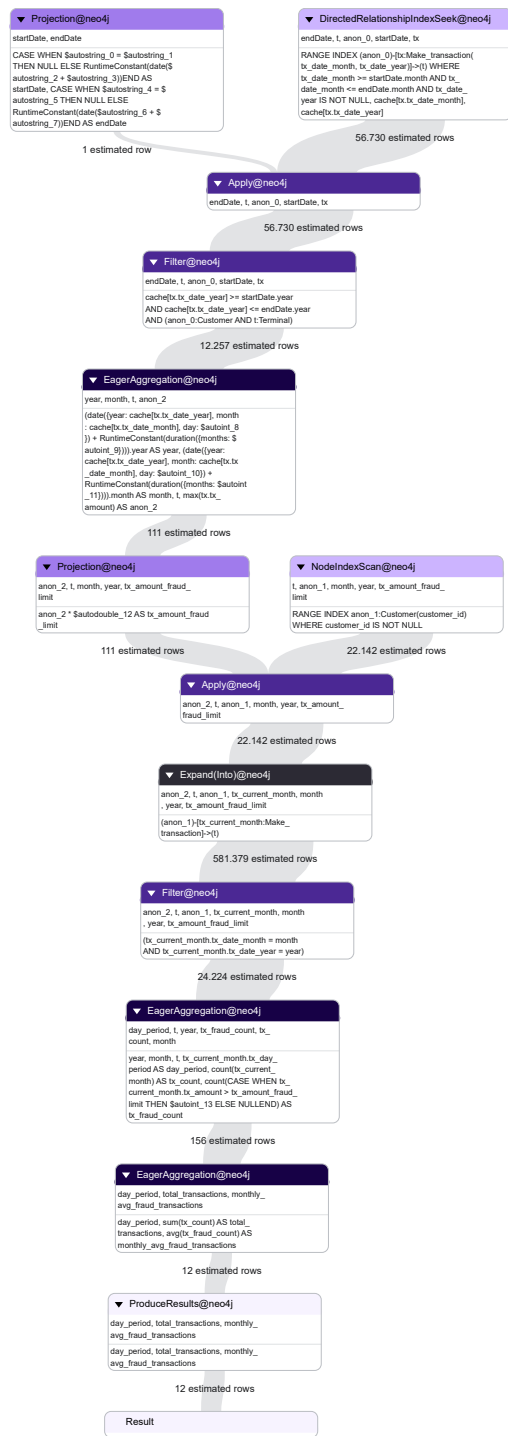 Projection@neo4j
startDate, endDate
CASE WHEN $autostring_0 = $autostring_1
THEN NULL ELSE RuntimeConstant(date($
autostring_2 + $autostring_3))END AS
startDate, CASE WHEN $autostring_4 = $
autostring_5 THEN NULL ELSE
RuntimeConstant(date($autostring_6 + $
autostring_7))END AS endDate
1 estimated row
DirectedRelationshipIndexSeek@neo4j
endDate, t, anon_0, startDate, tx
RANGE INDEX (anon_0)-[tx:Make_transaction(
tx_date_month, tx_date_year)]->(t) WHERE
tx_date_month >= startDate.month AND tx_
date_month <= endDate.month AND tx_date_
year IS NOT NULL, cache[tx.tx_date_month],
cache[tx.tx_date_year]
56.730 estimated rows
Apply@neo4j
endDate, t, anon_0, startDate, tx
56.730 estimated rows
Filter@neo4j
endDate, t, anon_0, startDate, tx
cache[tx.tx_date_year] >= startDate.year
AND cache[tx.tx_date_year] <= endDate.year
AND (anon_0:Customer AND t:Terminal)
12.257 estimated rows
EagerAggregation@neo4j
year, month, t, anon_2
(date({year: cache[tx.tx_date_year], month
: cache[tx.tx_date_month], day: $autoint_8
}) + RuntimeConstant(duration({months: $
autoint_9}))).year AS year, (date({year:
cache[tx.tx_date_year], month: cache[tx.tx
_date_month], day: $autoint_10}) +
RuntimeConstant(duration({months: $autoint
_11}))).month AS month, t, max(tx.tx_
amount) AS anon_2
111 estimated rows
Projection@neo4j
anon_2, t, month, year, tx_amount_fraud_
limit
anon_2 * $autodouble_12 AS tx_amount_fraud
_limit
111 estimated rows
NodeIndexScan@neo4j
t, anon_1, month, year, tx_amount_fraud_
limit
RANGE INDEX anon_1:Customer(customer_id)
WHERE customer_id IS NOT NULL
22.142 estimated rows
Apply@neo4j
anon_2, t, anon_1, month, year, tx_amount_
fraud_limit
22.142 estimated rows
Expand(Into)@neo4j
anon_2, t, anon_1, tx_current_month, month
, year, tx_amount_fraud_limit
(anon_1)-[tx_current_month:Make_
transaction]->(t)
581.379 estimated rows
Filter@neo4j
anon_2, t, anon_1, tx_current_month, month
, year, tx_amount_fraud_limit
(tx_current_month.tx_date_month = month
AND tx_current_month.tx_date_year = year)
24.224 estimated rows
EagerAggregation@neo4j
day_period, t, year, tx_fraud_count, tx_
count, month
year, month, t, tx_current_month.tx_day_
period AS day_period, count(tx_current_
month) AS tx_count, count(CASE WHEN tx_
current_month.tx_amount > tx_amount_fraud_
limit THEN $autoint_13 ELSE NULLEND) AS
tx_fraud_count
156 estimated rows
EagerAggregation@neo4j
day_period, total_transactions, monthly_
avg_fraud_transactions
day_period, sum(tx_count) AS total_
transactions, avg(tx_fraud_count) AS
monthly_avg_fraud_transactions
12 estimated rows
ProduceResults@neo4j
day_period, total_transactions, monthly_
avg_fraud_transactions
day_period, total_transactions, monthly_
avg_fraud_transactions
12 estimated rows
Result